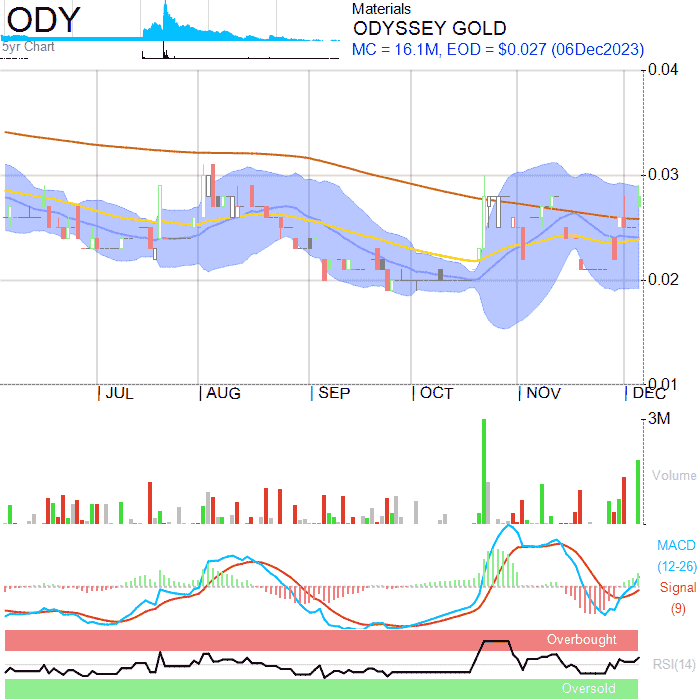 ODY
5yr Chart
Materials
ODYSSEY GOLD
MC = 16.1M, EOD = $0.027 (06Dec2023)
0.04
0.03
0.02
0.01
JUL
AUG
SEP
OCT
NOV
DEC
3M
Volume
MACD
(12-26)
Signal
(9)
Overbought
RSI(14)
Oversold